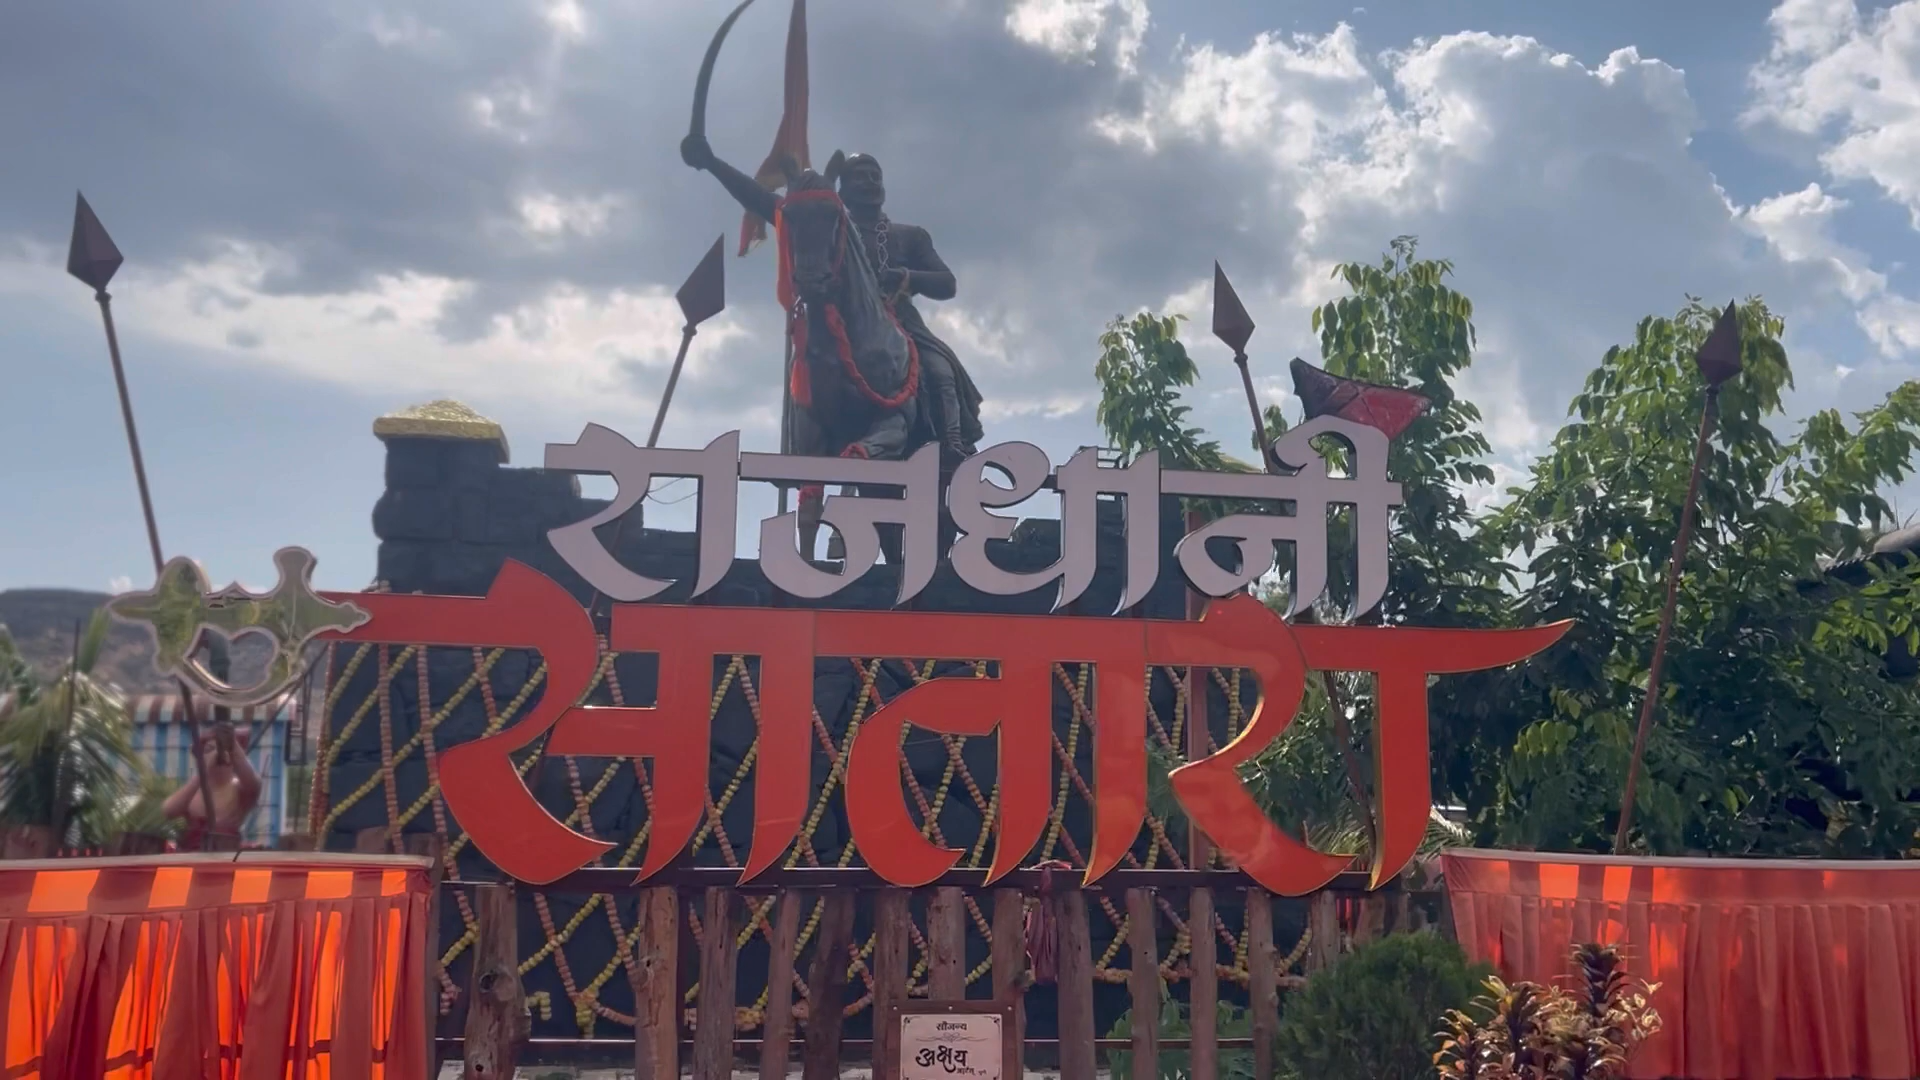 राजधानी
सातारा
सौजन्य
अक्षय